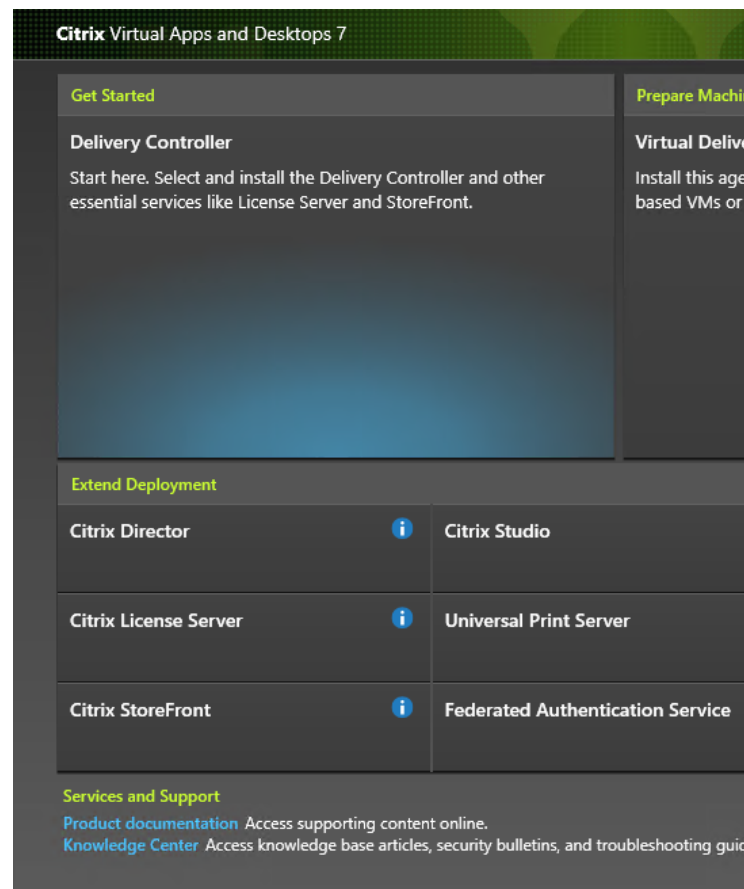 Citrix Virtual Apps and Desktops 7
Get Started
Delivery Controller
Start here. Select and install the Delivery Controller and other
essential services like License Server and StoreFront.
Prepare Machi
Virtual Delive
Install this age
based VMs or
Extend Deployment
Citrix Director
Citrix Studio
Citrix License Server
Universal Print Server
Citrix StoreFront
Federated Authentication Service
Services and Support
Product documentation Access supporting content online.
Knowledge Center Access knowledge base articles, security bulletins, and troubleshooting guid